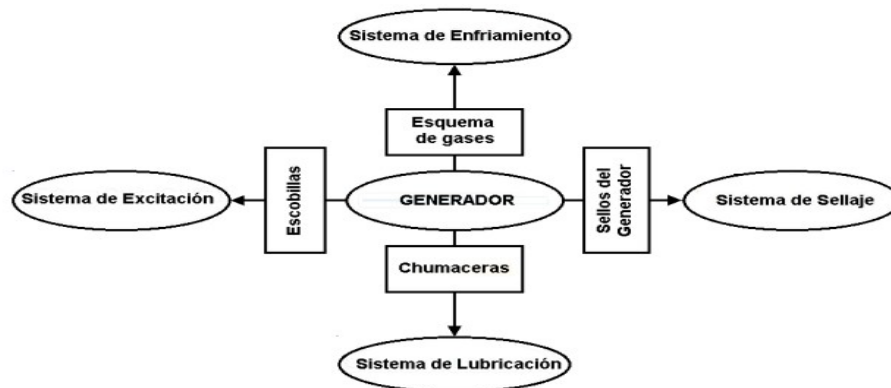 Sistema de Enfriamiento
Esquema
de gases
Sistema de Excitación
Escobillas
GENERADOR
Sellos del
Generador
Sistema de Sellaje
Chumaceras
Sistema de Lubricación